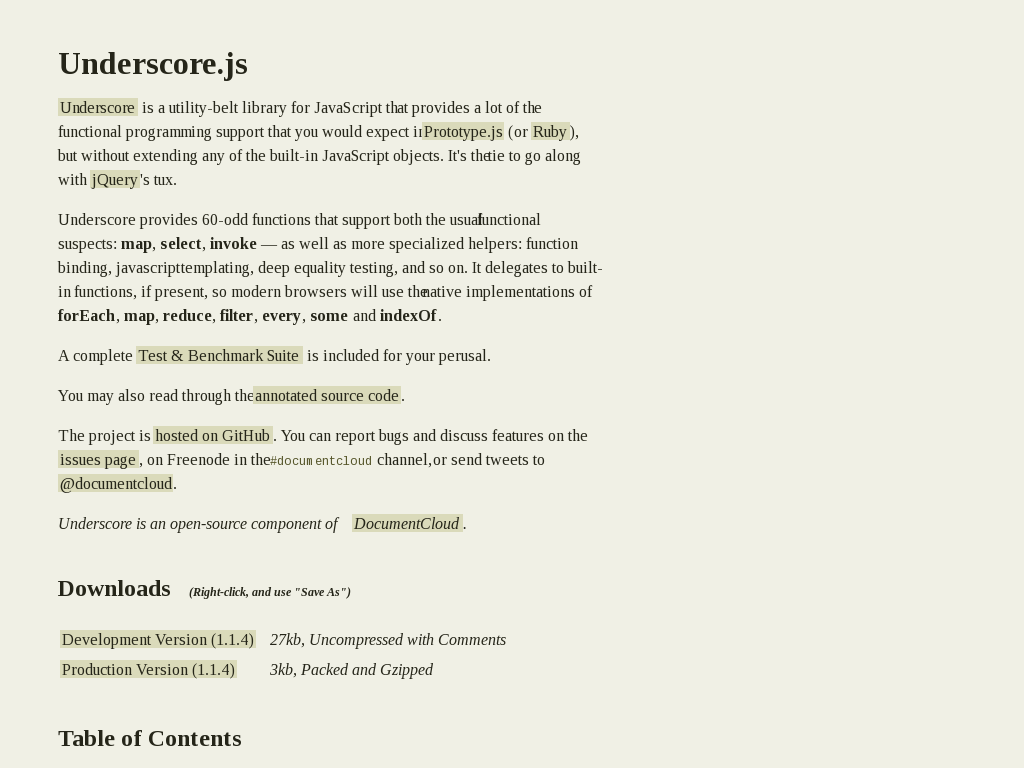 Underscore.js
Underscore is a utility-belt library for JavaScript that provides a lot of the
functional programming support that you would expect in Prototype.js (or Ruby),
but without extending any of the built-in JavaScript objects. It's the tie to go along
with jQuery's tux.
Underscore provides 60-odd functions that support both the usual functional
suspects: map, select, invoke — as well as more specialized helpers: function
binding, javascript templating, deep equality testing, and so on. It delegates to built-
in functions, if present, so modern browsers will use the native implementations of
forEach, map, reduce, filter, every, some and indexOf.
A complete Test & Benchmark Suite is included for your perusal.
You may also read through the annotated source code.
The project is hosted on GitHub. You can report bugs and discuss features on the
issues page, on Freenode in the #documentcloud channel, or send tweets to
@documentcloud.
Underscore is an open-source component of DocumentCloud.
Downloads (Right-click, and use "Save As")
Development Version (1.1.4) 27kb, Uncompressed with Comments
Production Version (1.1.4) 3kb, Packed and Gzipped
Table of Contents